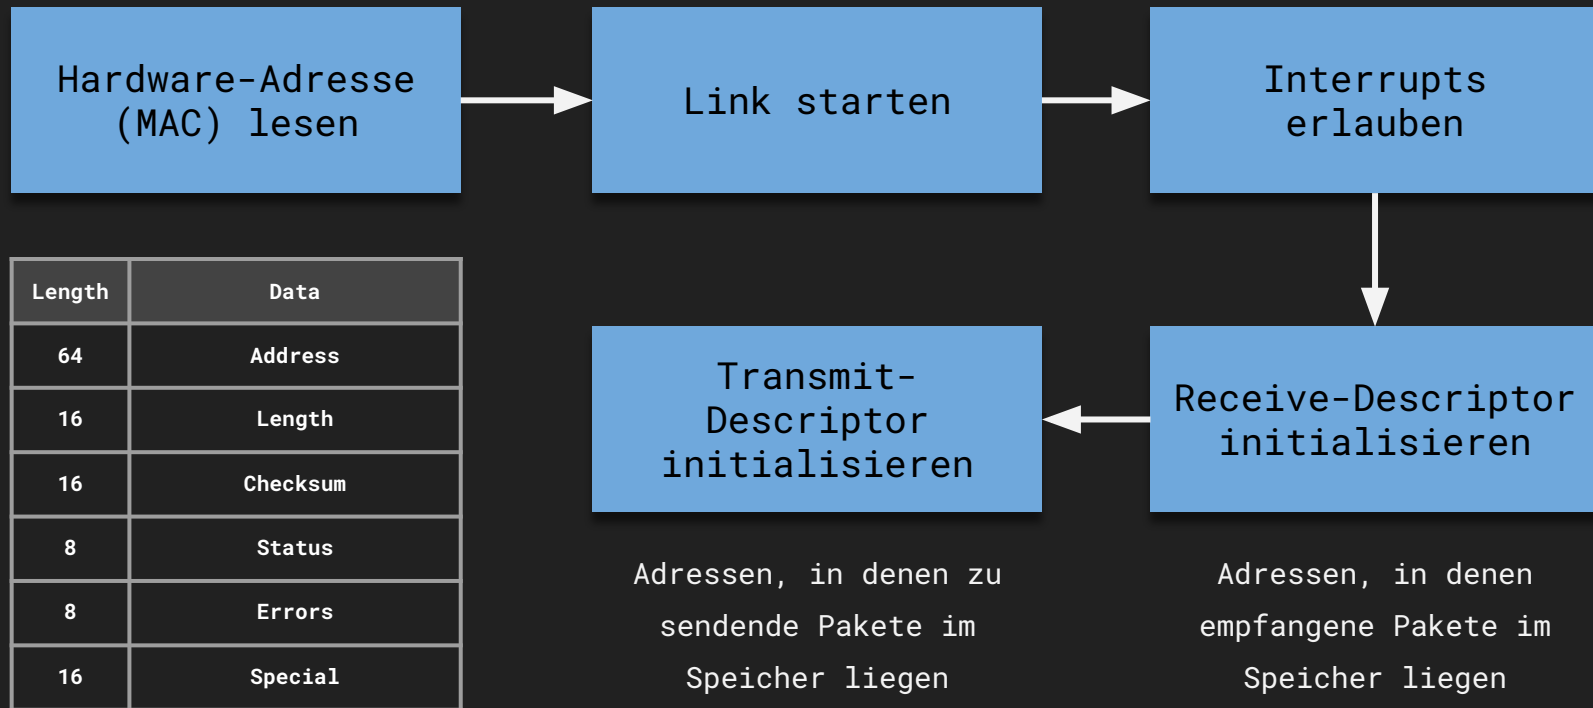 Hardware-Adresse
(MAC) lesen
Link starten
Interrupts
erlauben
Length Data
64 Address
16 Length
16 Checksum
8 Status
8 Errors
16 Special
Transmit-
Descriptor
initialisieren
Receive-Descriptor
initialisieren
Adressen, in denen zu
sendende Pakete im
Speicher liegen
Adressen, in denen
empfangene Pakete im
Speicher liegen